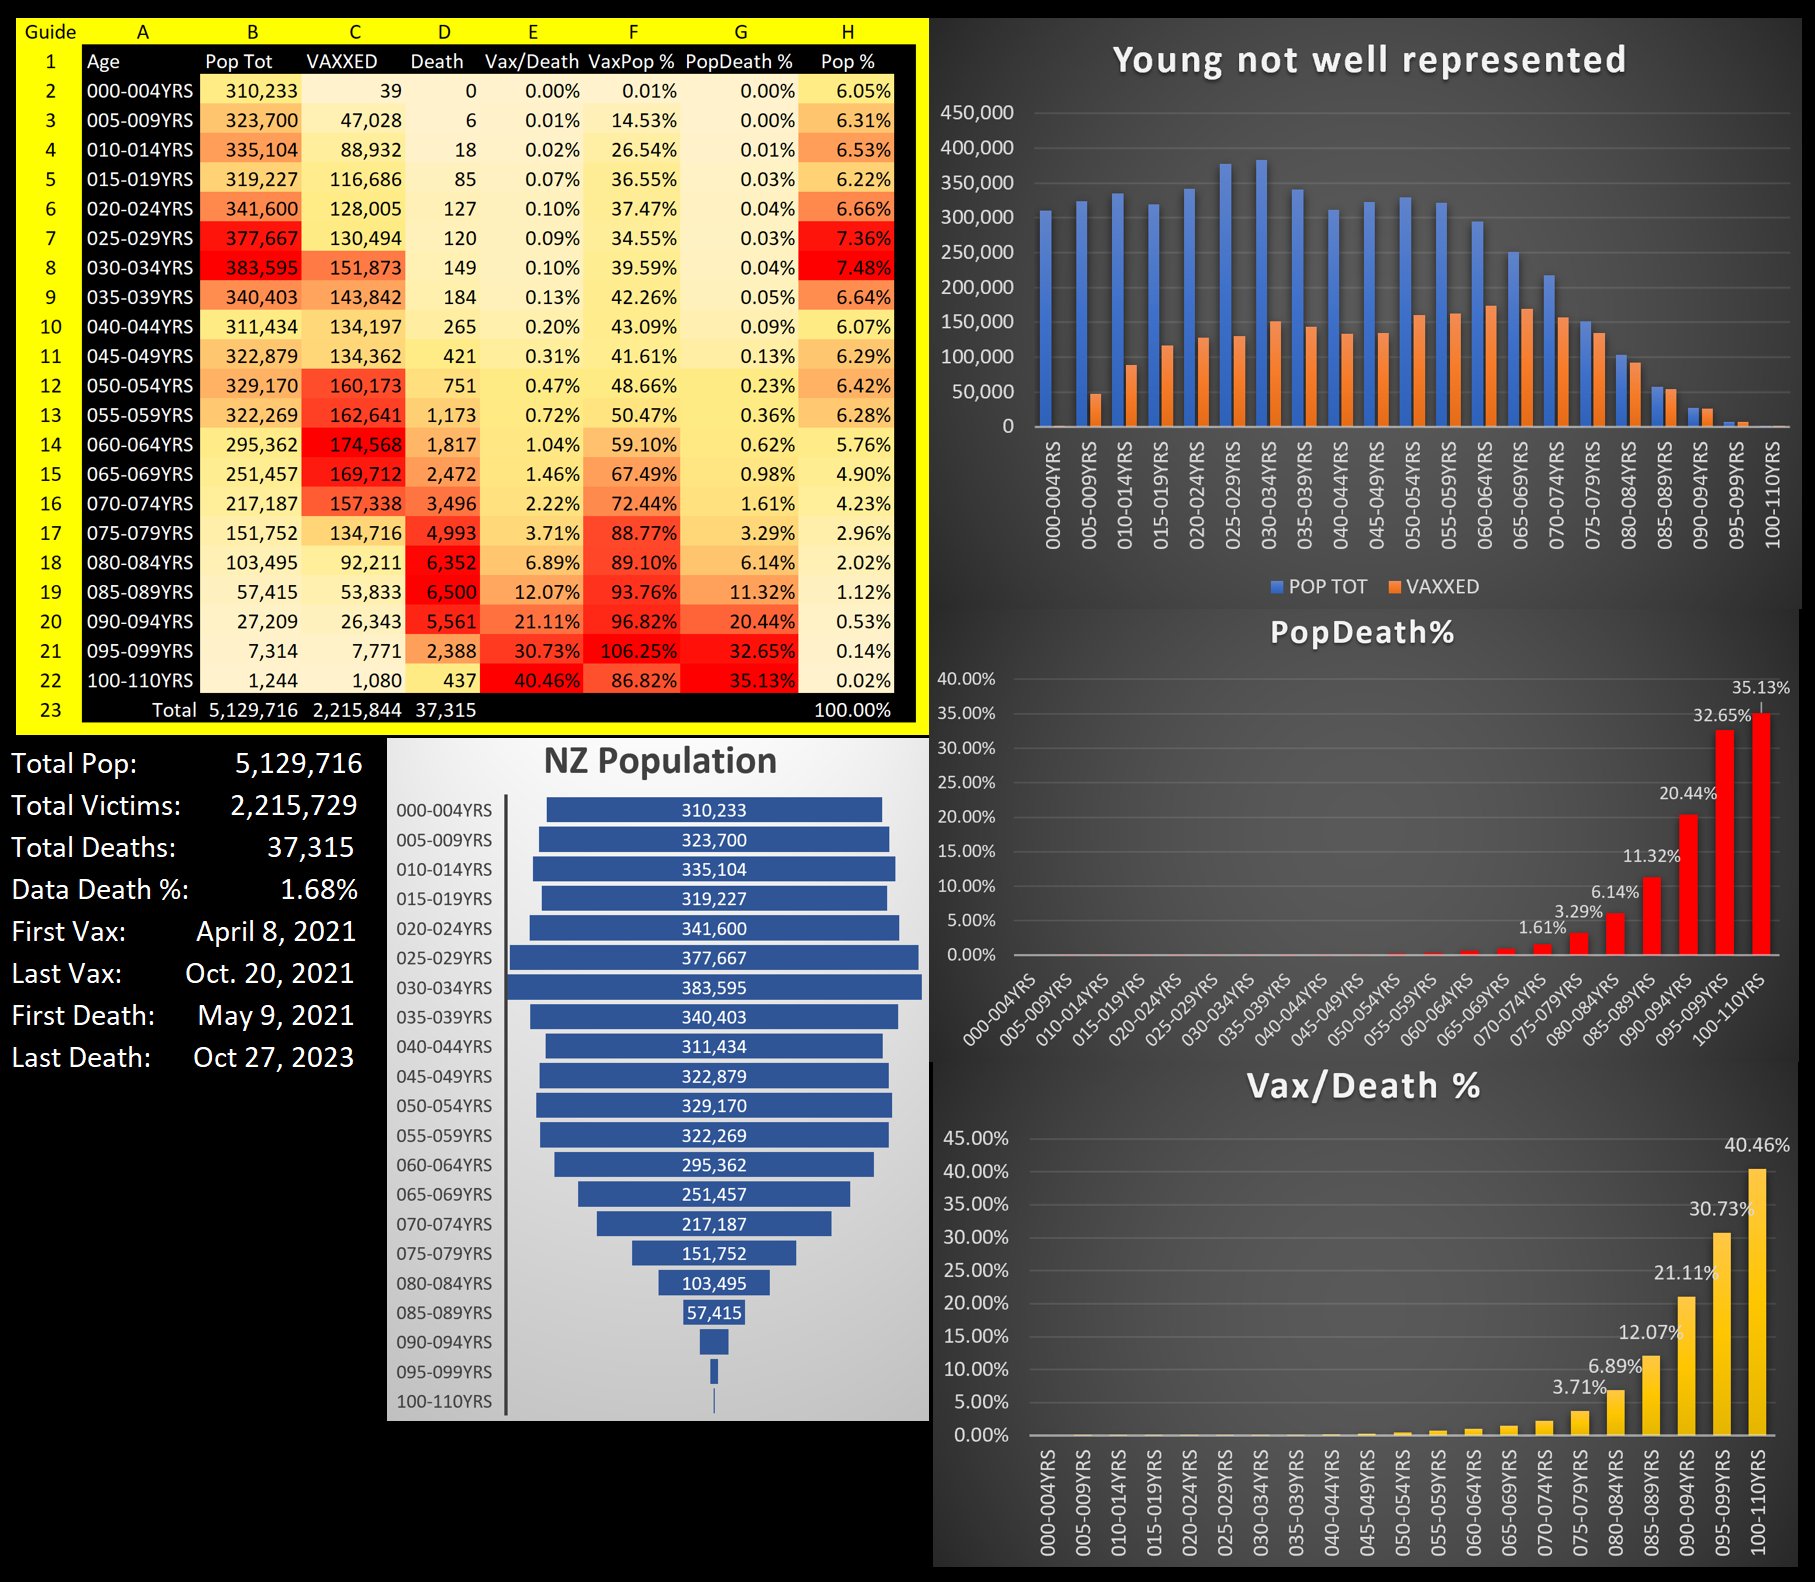 Guide A B C D E F G H
1 Age Pop Tot VAXXED Death Vax/Death VaxPop % PopDeath % Pop %
2 000-004YRS 310,233 39 0 0.00% 0.01% 0.00% 6.05%
3 005-009YRS 323,700 47,028 6 0.01% 14.53% 0.00% 6.31%
4 010-014YRS 335,104 88,932 18 0.02% 26.54% 0.01% 6.53%
5 015-019YRS 319,227 116,686 85 0.07% 36.55% 0.03% 6.22%
6 020-024YRS 341,600 128,005 127 0.10% 37.47% 0.04% 6.66%
7 025-029YRS 377,667 130,494 120 0.09% 34.55% 0.03% 7.36%
8 030-034YRS 383,595 151,873 149 0.10% 39.59% 0.04% 7.48%
9 035-039YRS 340,403 143,842 184 0.13% 42.26% 0.05% 6.64%
10 040-044YRS 311,434 134,197 265 0.20% 43.09% 0.09% 6.07%
11 045-049YRS 322,879 134,362 421 0.31% 41.61% 0.13% 6.29%
12 050-054YRS 329,170 160,173 751 0.47% 48.66% 0.23% 6.42%
13 055-059YRS 322,269 162,641 1,173 0.72% 50.47% 0.36% 6.28%
14 060-064YRS 295,362 174,568 1,817 1.04% 59.10% 0.62% 5.76%
15 065-069YRS 251,457 169,712 2,472 1.46% 67.49% 0.98% 4.90%
16 070-074YRS 217,187 157,338 3,496 2.22% 72.44% 1.61% 4.23%
17 075-079YRS 151,752 134,716 4,993 3.71% 88.77% 3.29% 2.96%
18 080-084YRS 103,495 92,211 6,352 6.89% 89.10% 6.14% 2.02%
19 085-089YRS 57,415 53,833 6,500 12.07% 93.76% 11.32% 1.12%
20 090-094YRS 27,209 26,343 5,561 21.11% 96.82% 20.44% 0.53%
21 095-099YRS 7,314 7,771 2,388 30.73% 106.25% 32.65% 0.14%
22 100-110YRS 1,244 1,080 437 40.46% 86.82% 35.13% 0.02%
23 Total 5,129,716 2,215,844 37,315 100.00%
Total Pop: 5,129,716
Total Victims: 2,215,729
Total Deaths: 37,315
Data Death %: 1.68%
First Vax: April 8, 2021
Last Vax: Oct. 20, 2021
First Death: May 9, 2021
Last Death: Oct 27, 2023
NZ Population
000-004YRS 310,233
005-009YRS 323,700
010-014YRS 335,104
015-019YRS 319,227
020-024YRS 341,600
025-029YRS 377,667
030-034YRS 383,595
035-039YRS 340,403
040-044YRS 311,434
045-049YRS 322,879
050-054YRS 329,170
055-059YRS 322,269
060-064YRS 295,362
065-069YRS 251,457
070-074YRS 217,187
075-079YRS 151,752
080-084YRS 103,495
085-089YRS 57,415
090-094YRS
095-099YRS
100-110YRS
Young not well represented
450,000
400,000
350,000
300,000
250,000
200,000
150,000
100,000
50,000
0
000-004YRS
005-009YRS
010-014YRS
015-019YRS
020-024YRS
025-029YRS
030-034YRS
035-039YRS
040-044YRS
045-049YRS
050-054YRS
055-059YRS
060-064YRS
065-069YRS
070-074YRS
075-079YRS
080-084YRS
085-089YRS
090-094YRS
095-099YRS
100-110YRS
POP TOT VAXXED
PopDeath%
40.00%
35.00%
30.00%
25.00%
20.00%
15.00%
10.00%
5.00%
0.00%
1.61%
3.29%
6.14%
11.32%
20.44%
32.65%
35.13%
000-004YRS
005-009YRS
010-014YRS
015-019YRS
020-024YRS
025-029YRS
030-034YRS
035-039YRS
040-044YRS
045-049YRS
050-054YRS
055-059YRS
060-064YRS
065-069YRS
070-074YRS
075-079YRS
080-084YRS
085-089YRS
090-094YRS
095-099YRS
100-110YRS
Vax/Death %
45.00%
40.00%
35.00%
30.00%
25.00%
20.00%
15.00%
10.00%
5.00%
0.00%
3.71%
6.89%
12.07%
21.11%
30.73%
40.46%
000-004YRS
005-009YRS
010-014YRS
015-019YRS
020-024YRS
025-029YRS
030-034YRS
035-039YRS
040-044YRS
045-049YRS
050-054YRS
055-059YRS
060-064YRS
065-069YRS
070-074YRS
075-079YRS
080-084YRS
085-089YRS
090-094YRS
095-099YRS
100-110YRS